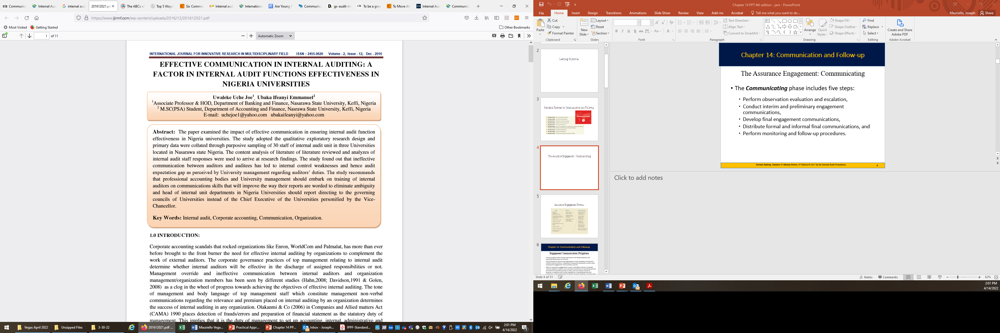 Communic
Internal Aud
internal aud
201612021.pd
The ABCs of
Top 5 Ways
Six Commo
Internal aud
Internationa
Are Young P
Communic
gx-audit-int
To be a grea
To Move Ah
Internal Auc
Communic
https://www.ijirmf.com/wp-content/uploads/2016/12/201612021.pdf
Most Visited
Getting Started
Other Bookmarks
1 of 11
Automatic Zoom
INTERNATIONAL JOURNAL FOR INNOVATIVE RESEARCH IN MULTIDISCIPLINARY FIELD ISSN – 2455-0620 Volume - 2, Issue - 12, Dec - 2016
EFFECTIVE COMMUNICATION IN INTERNAL AUDITING: A
FACTOR IN INTERNAL AUDIT FUNCTIONS EFFECTIVENESS IN
NIGERIA UNIVERSITIES
Uwaleke Uche Joe1, Ubaka Ifeanyi Emmanuel2
1Associate Professor & HOD, Department of Banking and Finance, Nasarawa State University, Keffi, Nigeria
2 M.SC(PSA) Student, Department of Accounting and Finance, Nasrawa State University, Keffi, Nigeria
E-mail: uchejoe1@yahoo.com ubakaifeanyi@yahoo.com
Abstract: The paper examined the impact of effective communication in ensuring internal audit function
effectiveness in Nigeria universities. The study adopted the qualitative exploratory research design and
primary data were collated through purposive sampling of 30 staff of internal audit unit in three Universities
located in Nasarawa state Nigeria. The content analysis of literature of literature reviewed and analyzes of
internal audit staff responses were used to arrive at research findings. The study found out that ineffective
communication between auditors and auditees has led to internal control weaknesses and hence audit
expectation gap as perceived by University management regarding auditors' duties. The study recommends
that professional accounting bodies and University management should embark on training of internal
auditors on communications skills that will improve the way their reports are worded to eliminate ambiguity
and head of internal unit departments in Nigeria Universities should report directing to the governing
councils of Universities instead of the Chief Executive of the Universities personified by the Vice-
Chancellor.
Key Words: Internal audit, Corporate accounting, Communication, Organization.
1.0 INTRODUCTION:
Corporate accounting scandals that rocked organizations like Enron, WorldCom and Palmalat, has more than ever
before brought to the front burner the need for effective internal auditing by organizations to complement the
work of external auditors. The corporate governance practices of top management relating to internal audit
determine whether internal auditors will be effective in the discharge of assigned responsibilities or not.
Management override and ineffective communication between internal auditors and organization
management/organization members has been seen by different studies (Hahn,2008; Davidson,1991 & Golen,
2008) as a clog in the wheel of progress towards achieving the objectives of effective internal auditing. The tone
of management and body language of top management staff which constitute management non-verbal
communications regarding the relevance and premium placed on internal auditing by an organization determines
the success of internal auditing in any organization. Olakanmi & Co (2006) in Companies and Allied matters Act
(CAMA) 1990 places detection of frauds/errors and preparation of financial statement as the statutory duty of
management. This implies that it is the duty of management to set up accounting, internal, administrative and
Vegas April 2022
Unzipped Files
3-30-22
201612021.pdf ...
Mauriello Vega...
Practical Appr...
Chapter 14 PP...
Inbox - Joseph...
IPPF-Standard...
2:01 PM
4/14/2022
Chapter 14 PPT 4th edition - jam - PowerPoint
File Home Insert Design Transitions Animations Slide Show Review View Add-ins Acrobat Tell me what you want to do...
Mauriello, Joseph Share
Paste
Cut
Copy
Format Painter
Clipboard
New
Slide
Layout
Reset
Section
Slides
Font
Text Direction
Align Text
Convert to SmartArt
Paragraph
Arrange
Quick
Styles
Shape Fill
Shape Outline
Shape Effects
Drawing
Find
Replace
Select
Editing
Create and Share
Adobe PDF
Adobe Acrobat
2
Learning Objectives
3
Standards Relevant to Communication and Followup
4
The Assurance Engagement: Communicating
5
Assurance Engagement Process
6
Chapter 14: Communication and Followup
Engagement Communication Obligations
Chapter 14: Communication and Follow-up
The Assurance Engagement: Communicating
• The Communicating phase includes five steps:
• Perform observation evaluation and escalation,
• Conduct interim and preliminary engagement
communications,
• Develop final engagement communications,
• Distribute formal and informal final communications, and
• Perform monitoring and follow-up procedures.
Internal Auditing: Assurance & Advisory Services, 4th Edition © 2017 by the Internal Audit Foundation.
4
Click to add notes
Slide 4 of 31
Notes
Comments
62%
2:01 PM
4/14/2022